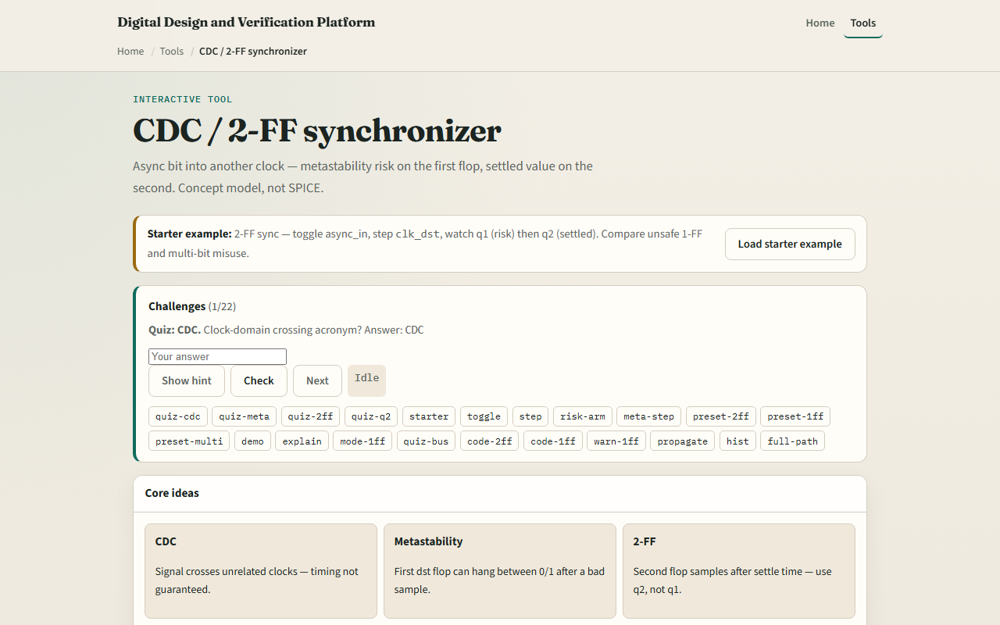 Digital Design and Verification Platform
Home Tools
Home / Tools / CDC / 2-FF synchronizer
INTERACTIVE TOOL
CDC / 2-FF synchronizer
Async bit into another clock — metastability risk on the first flop, settled value on the
second. Concept model, not SPICE.
Starter example: 2-FF sync — toggle async_in, step clk_dst, watch q1 (risk) then q2 (settled). Compare unsafe 1-FF
and multi-bit misuse.
Load starter example
Challenges (1/22)
Quiz: CDC. Clock-domain crossing acronym? Answer: CDC
Your answer
Show hint Check Next Idle
quiz-cdc quiz-meta quiz-2ff quiz-q2 starter toggle step risk-arm meta-step preset-2ff preset-1ff
preset-multi demo explain mode-1ff quiz-bus code-2ff code-1ff warn-1ff propagate hist full-path
Core ideas
CDC
Signal crosses unrelated clocks — timing not
guaranteed.
Metastability
First dst flop can hang between 0/1 after a bad
sample.
2-FF
Second flop samples after settle time — use
q2, not q1.